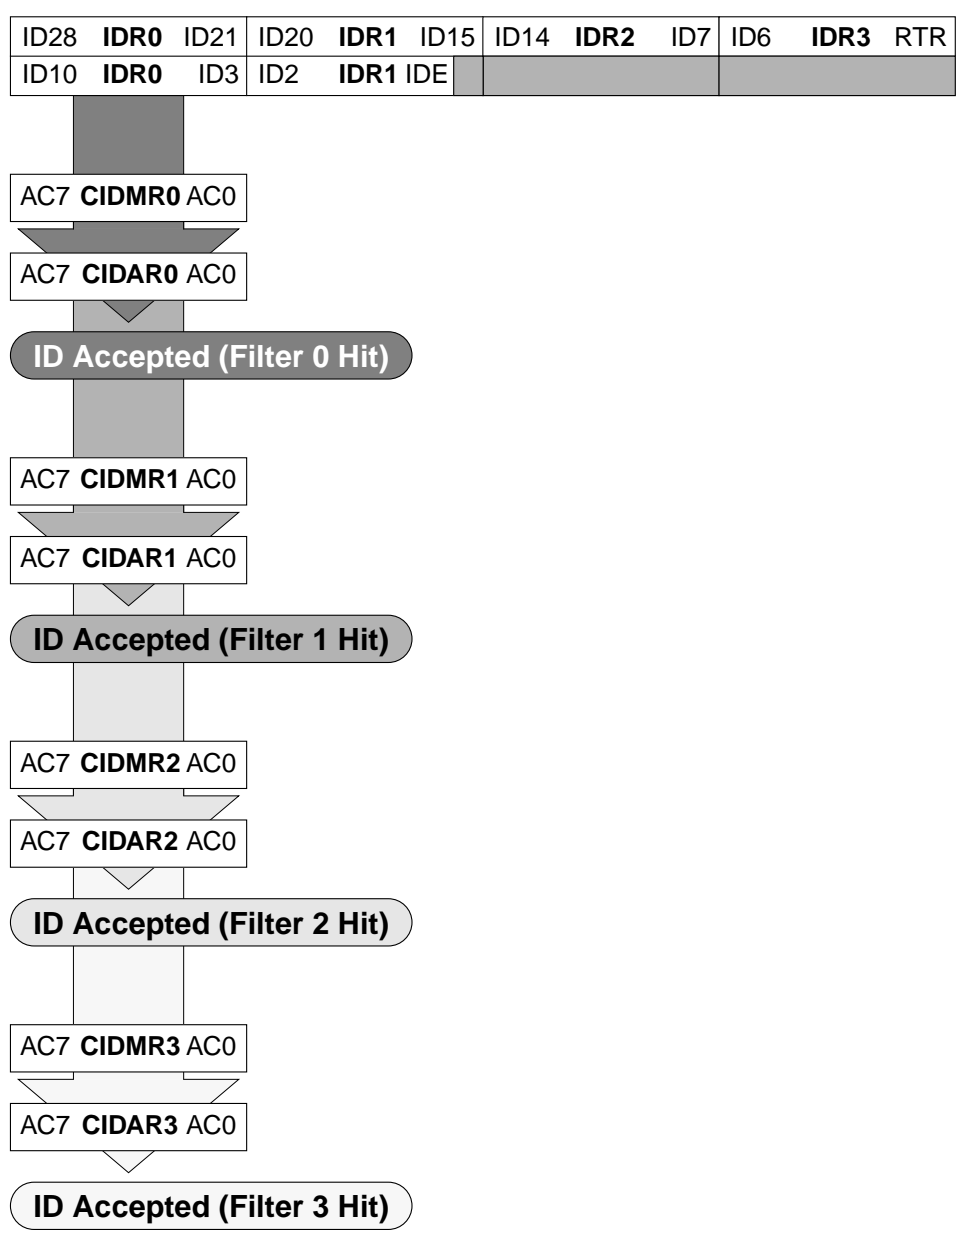 ID28 IDR0 ID21 ID20 IDR1 ID15 ID14 IDR2 ID7 ID6 IDR3 RTR
ID10 IDR0 ID3 ID2 IDR1 IDE
AC7 CIDMR0 AC0
AC7 CIDAR0 AC0
ID Accepted (Filter 0 Hit)
AC7 CIDMR1 AC0
AC7 CIDAR1 AC0
ID Accepted (Filter 1 Hit)
AC7 CIDMR2 AC0
AC7 CIDAR2 AC0
ID Accepted (Filter 2 Hit)
AC7 CIDMR3 AC0
AC7 CIDAR3 AC0
ID Accepted (Filter 3 Hit)